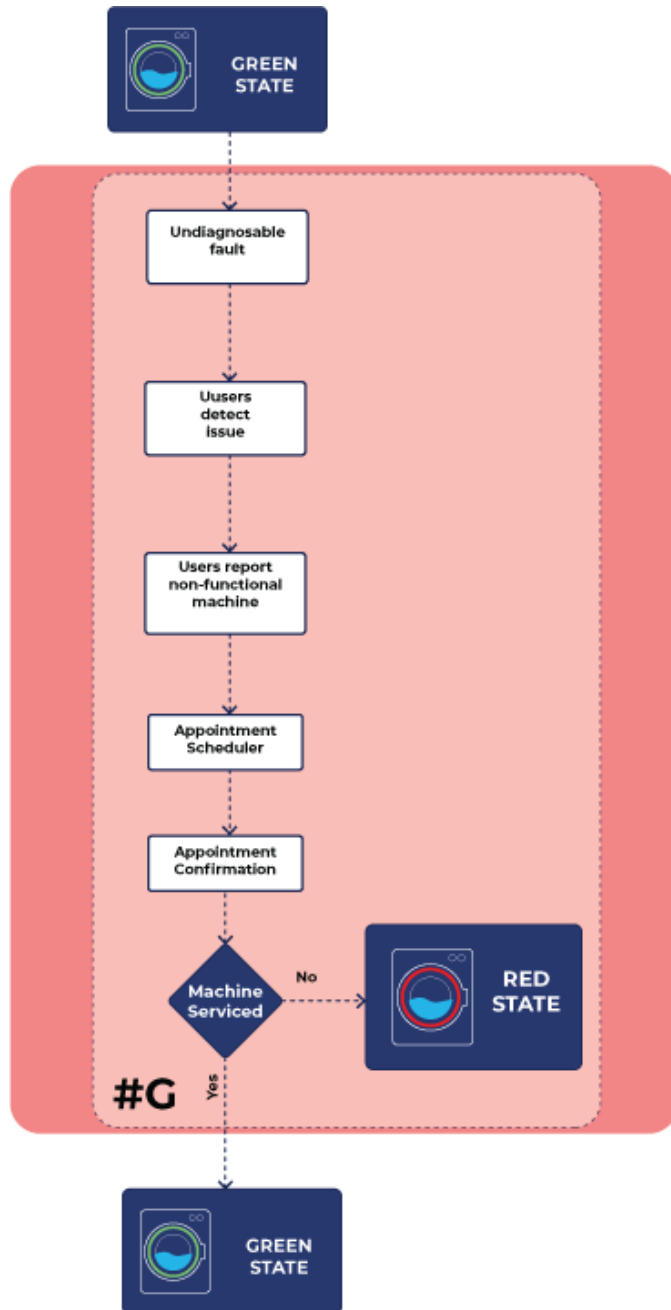 GREEN
STATE
Undiagnosable
fault
Uusers
detect
issue
Users report
non-functional
machine
Appointment
Scheduler
Appointment
Confirmation
Machine
Serviced
No
RED
STATE
#G
Yes
GREEN
STATE